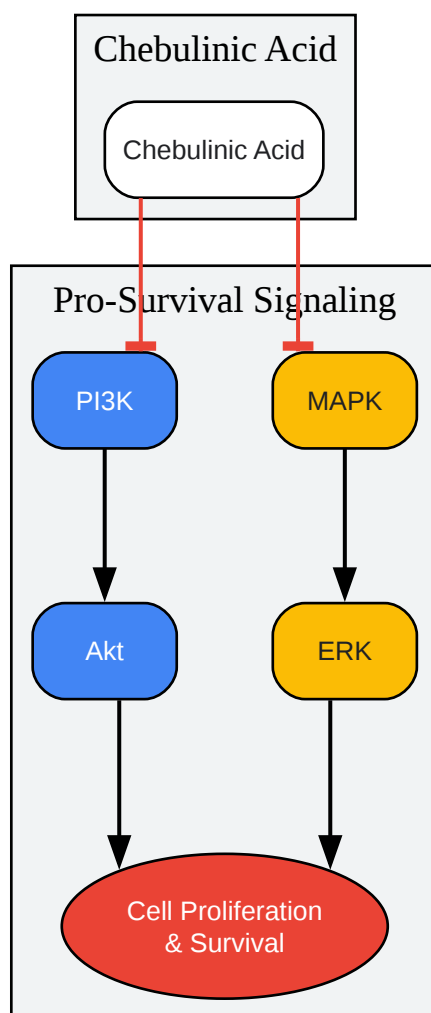 Chebulinic Acid
Chebulinic Acid
Pro-Survival Signaling
PI3K
MAPK
Akt
ERK
Cell Proliferation
& Survival